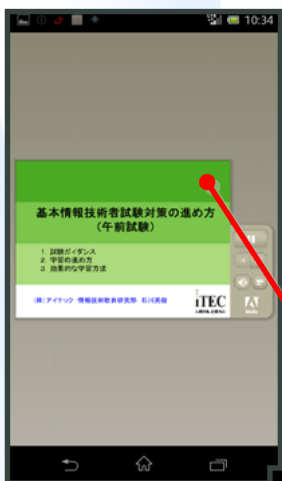 10:34
基本情報技術者試験対策の進め方
(午前試験)
1. 試験ガイダンス
2. 学習の進め方
3. 効果的な学習方法
(株)アイテック 情報技術教育研究部 石川英樹
iTEC
Adobe